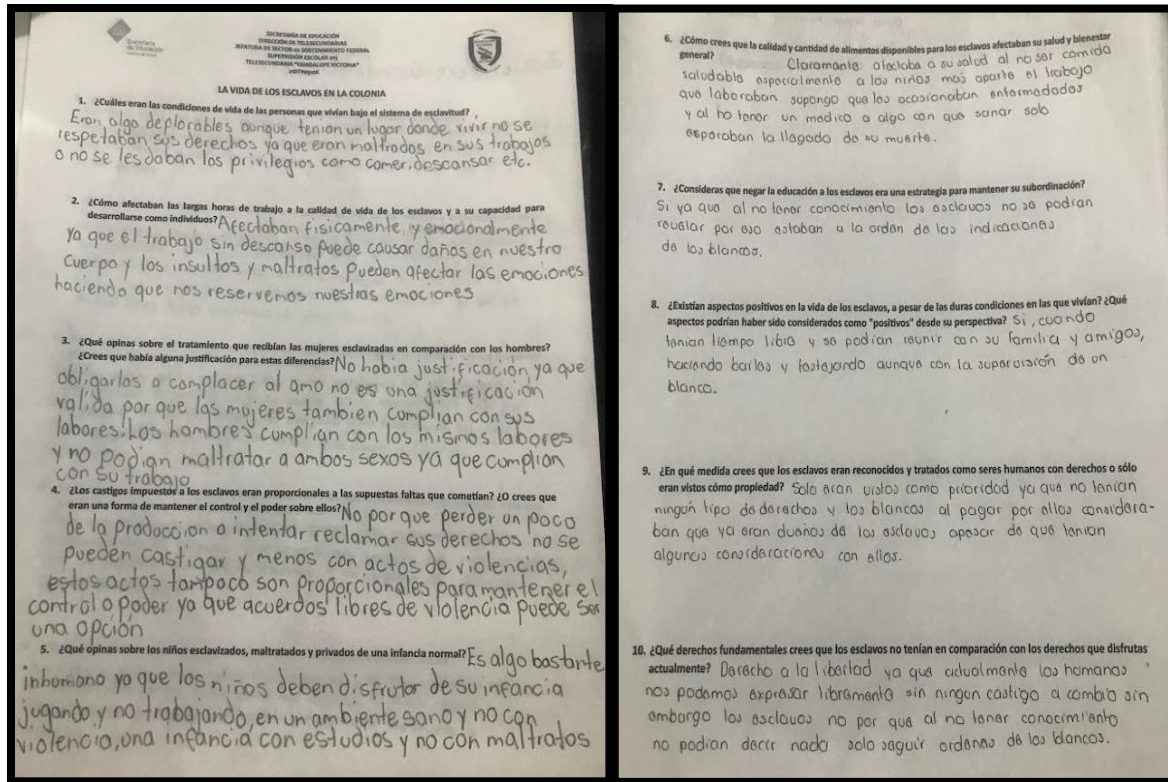 SECRETARÍA DE EDUCACIÓN
DIRECCIÓN DE TELESECUNDARIAS
JEFATURA DE SECTOR 01 SOSTENIMIENTO FEDERAL
SUPERVISIÓN ESCOLAR
TELESECUNDARIA "GUADALUPE VICTORIA"
Secretaría
de Educación
LA VIDA DE LOS ESCLAVOS EN LA COLONIA
1. ¿Cuáles eran las condiciones de vida de las personas que vivían bajo el sistema de esclavitud?
Eran algo deplorables aunque tenian un lugar donde vivir no se
respetaban sus derechos ya que eran maltrados en sus trabajos
o no se les daban los privilegios como comer, descansar etc.
2. ¿Cómo afectaban las largas horas de trabajo a la calidad de vida de los esclavos y a su capacidad para
desarrollarse como individuos? Afectaban fisicamente, y emocionalmente
ya que el trabajo sin descanso puede causar daños en nuestro
cuerpo y los insultos y maltratos pueden afectar las emociones
haciendo que nos reservemos nuestras emociones
3. ¿Qué opinas sobre el tratamiento que recibían las mujeres esclavizadas en comparación con los hombres?
¿Crees que había alguna justificación para estas diferencias? No habia justificación ya que
obligarlas a complacer al amo no es una justificación
valida por que las mujeres tambien complian con sus
labores. Los hombres complian con los mismos labores
y no podian maltratar a ambos sexos ya que complian
con su trabajo
4. ¿Los castigos impuestos a los esclavos eran proporcionales a las supuestas faltas que cometían? ¿O crees que
eran una forma de mantener el control y el poder sobre ellos? No por que perder un poco
de la produccion o intentar reclamar sus derechos no se
pueden castigar y menos con actos de violencias,
estos actos tampoco son proporcionales para mantener el
control o poder ya que acuerdos libres de violencia puede ser
una opción
5. ¿Qué opinas sobre los niños esclavizados, maltratados y privados de una infancia normal? Es algo bastante
inhomano ya que los niños deben disfrutar de su infancia
jugando y no trabajando, en un ambiente sano y no con
violencia, una infancia con estudios y no con maltratos
6. ¿Cómo crees que la calidad y cantidad de alimentos disponibles para los esclavos afectaban su salud y bienestar
general? Claramente afectaba a su salud al no ser comida
saludable especialmente a los niños mas aparte el trabajo
que laboraban supongo que les ocasionaban enfermedades
y al no tener un medico o algo con que sanar solo
esperaban la llegada de su muerte.
7. ¿Consideras que negar la educación a los esclavos era una estrategia para mantener su subordinación?
Si ya que al no tener conocimiento los esclavos no se podian
revelar por eso estaban a la orden de las indicaciones
de los blancos.
8. ¿Existían aspectos positivos en la vida de los esclavos, a pesar de las duras condiciones en las que vivían? ¿Qué
aspectos podrían haber sido considerados como "positivos" desde su perspectiva? Si, cuando
tenian tiempo libre y se podian reunir con su familia y amigos,
haciendo bailes y festejando aunque con la supervisión de un
blanco.
9. ¿En qué medida crees que los esclavos eran reconocidos y tratados como seres humanos con derechos o sólo
eran vistos cómo propiedad? Solo eran vistos como prioridad ya que no tenian
ningún tipo de derechos y los blancos al pagar por ellos considera-
ban que ya eran dueños de los esclavos apesar de que tenian
algunas consideraciones con ellos.
10. ¿Qué derechos fundamentales crees que los esclavos no tenían en comparación con los derechos que disfrutas
actualmente? Derecho a la libertad ya que actualmente los humanos
nos podemos expresar libremente sin ningun castigo a cambio sin
embargo los esclavos no por que al no tener conocimiento
no podian decir nada solo seguir ordenes de los blancos.